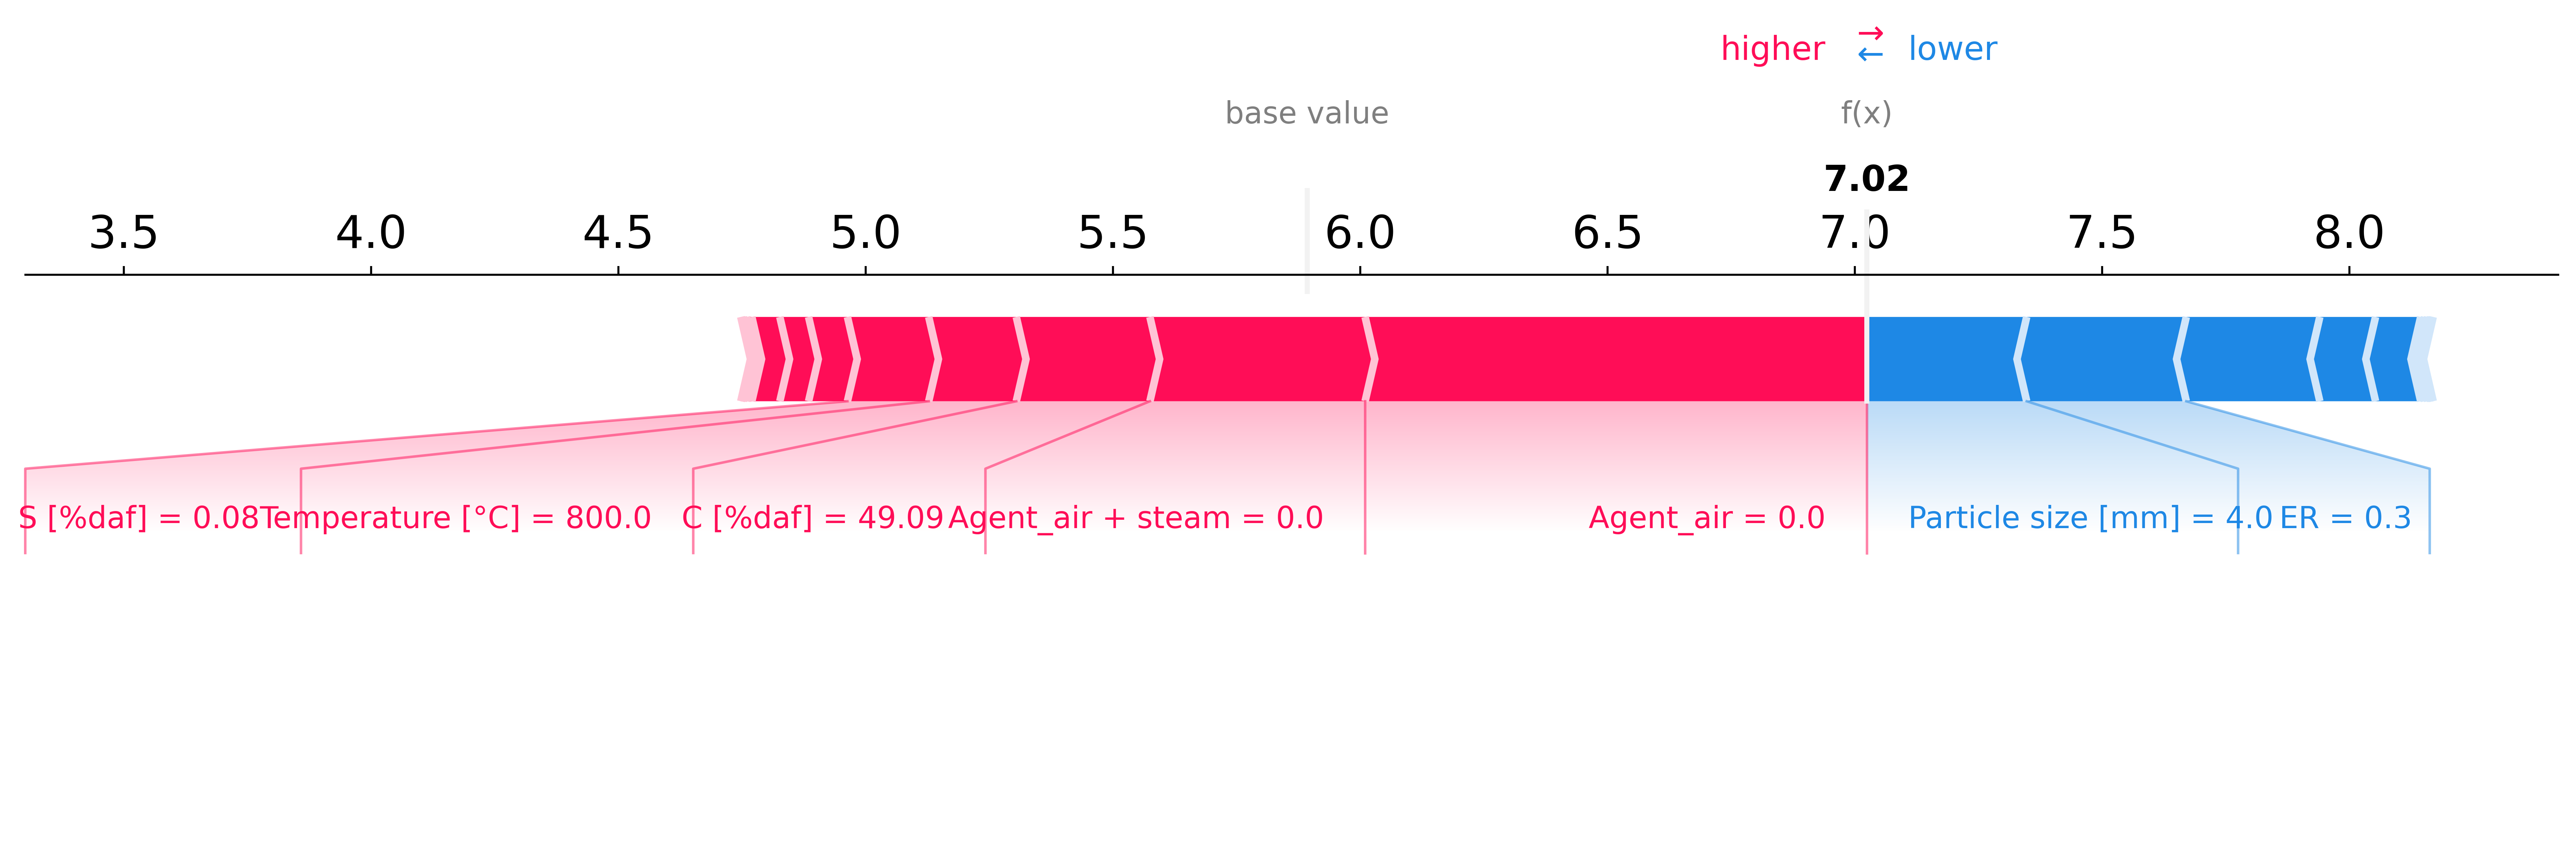 higher → ← lower
base value f(x)
7.02
3.5 4.0 4.5 5.0 5.5 6.0 6.5 7.0 7.5 8.0
S [%daf] = 0.08 Temperature [°C] = 800.0 C [%daf] = 49.09 Agent_air + steam = 0.0 Agent_air = 0.0 Particle size [mm] = 4.0 ER = 0.3